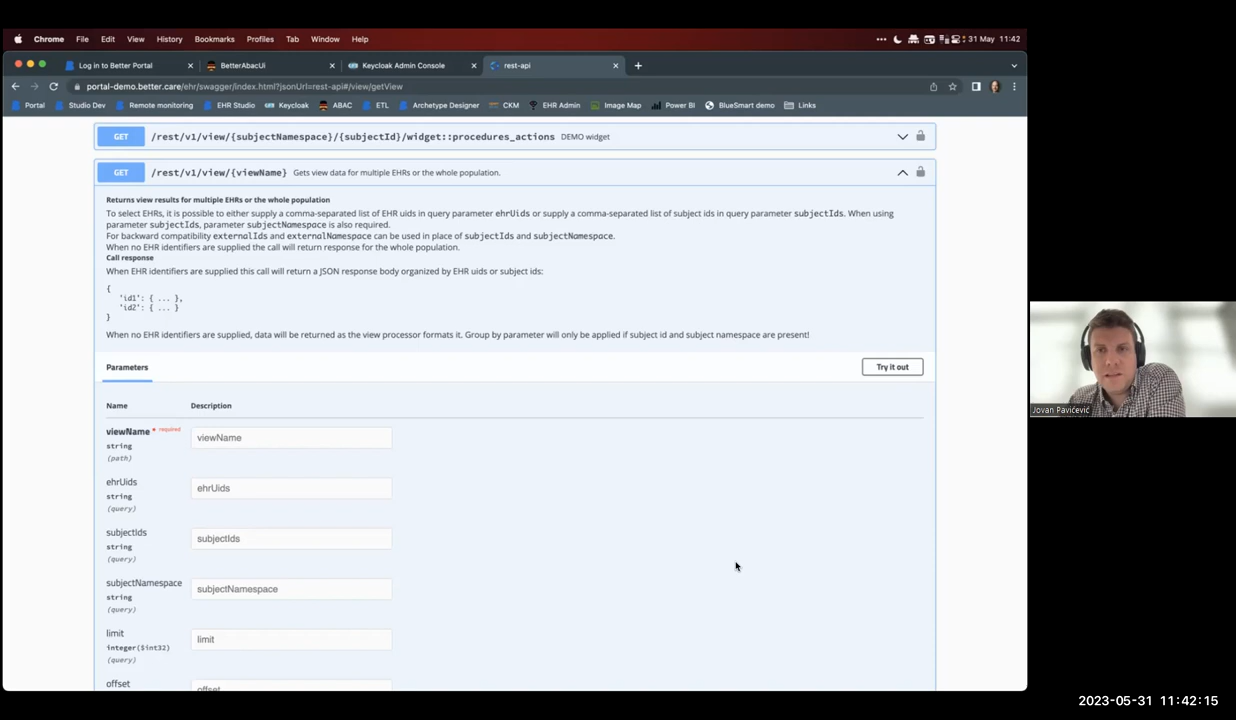 Chrome File Edit View History Bookmarks Profiles Tab Window Help ••• 31 May 11:42
Log in to Better Portal × BetterAbacUi × Keycloak Admin Console × rest-api × +
portal-demo.better.care/ehr/swagger/index.html?jsonUrl=rest-api#/view/getView
Portal Studio Dev Remote monitoring EHR Studio Keycloak ABAC ETL Archetype Designer CKM EHR Admin Image Map Power BI BlueSmart demo Links
GET /rest/v1/view/{subjectNamespace}/{subjectId}/widget::procedures_actions DEMO widget
GET /rest/v1/view/{viewName} Gets view data for multiple EHRs or the whole population.
Returns view results for multiple EHRs or the whole population
To select EHRs, it is possible to either supply a comma-separated list of EHR uids in query parameter ehrUids or supply a comma-separated list of subject ids in query parameter subjectIds. When using
parameter subjectIds, parameter subjectNamespace is also required.
For backward compatibility externalIds and externalNamespace can be used in place of subjectIds and subjectNamespace.
When no EHR identifiers are supplied the call will return response for the whole population.
Call response
When EHR identifiers are supplied this call will return a JSON response body organized by EHR uids or subject ids:
{
'id1': { ... },
'id2': { ... }
}
When no EHR identifiers are supplied, data will be returned as the view processor formats it. Group by parameter will only be applied if subject id and subject namespace are present!
Parameters Try it out
Name Description
viewName * required
viewName
string
(path)
ehrUids
ehrUids
string
(query)
subjectIds
subjectIds
string
(query)
subjectNamespace
subjectNamespace
string
(query)
limit
limit
integer($int32)
(query)
offset
offset
Jovan Pavićević
2023-05-31 11:42:15